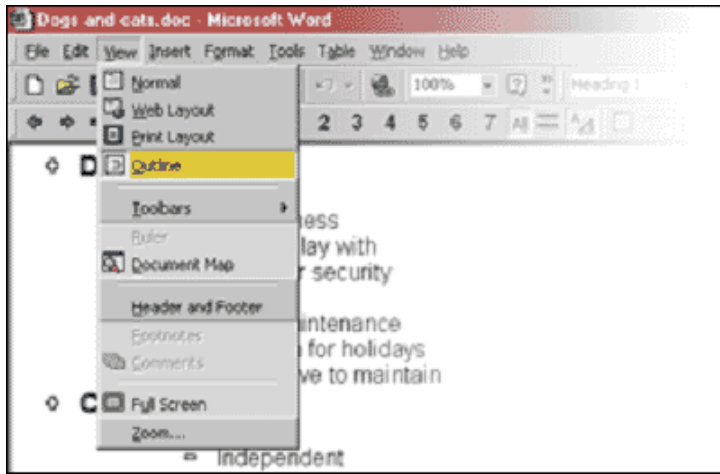 Dogs and cats.doc - Microsoft Word
File Edit View Insert Format Tools Table Window Help
Normal
100%
Heading 1
Web Layout
2 3 4 5 6 7 All
Print Layout
D
Outline
Toolbars
ness
Ruler
lay with
Document Map
r security
Header and Footer
intenance
Footnotes
for holidays
Comments
ve to maintain
C
Full Screen
Zoom...
Independent